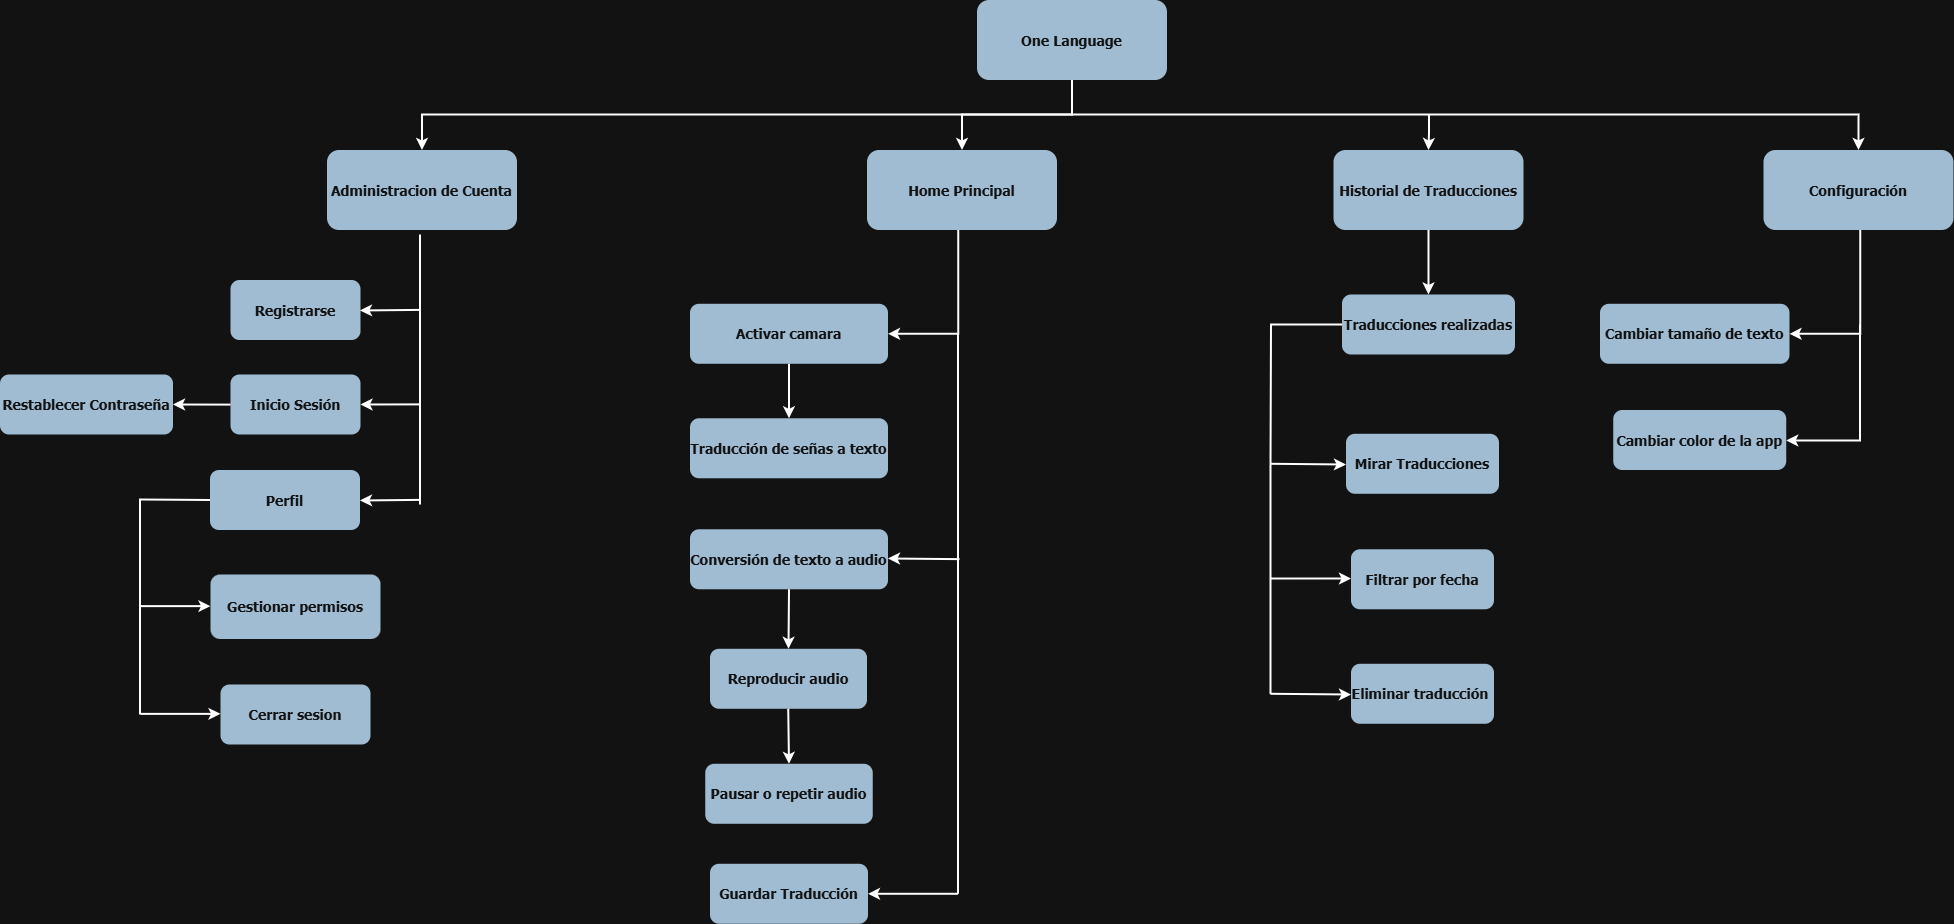 One Language
Administracion de Cuenta
Home Principal
Historial de Traducciones
Configuración
Registrarse
Inicio Sesión
Restablecer Contraseña
Perfil
Gestionar permisos
Cerrar sesion
Activar camara
Traducción de señas a texto
Conversión de texto a audio
Reproducir audio
Pausar o repetir audio
Guardar Traducción
Traducciones realizadas
Mirar Traducciones
Filtrar por fecha
Eliminar traducción
Cambiar tamaño de texto
Cambiar color de la app